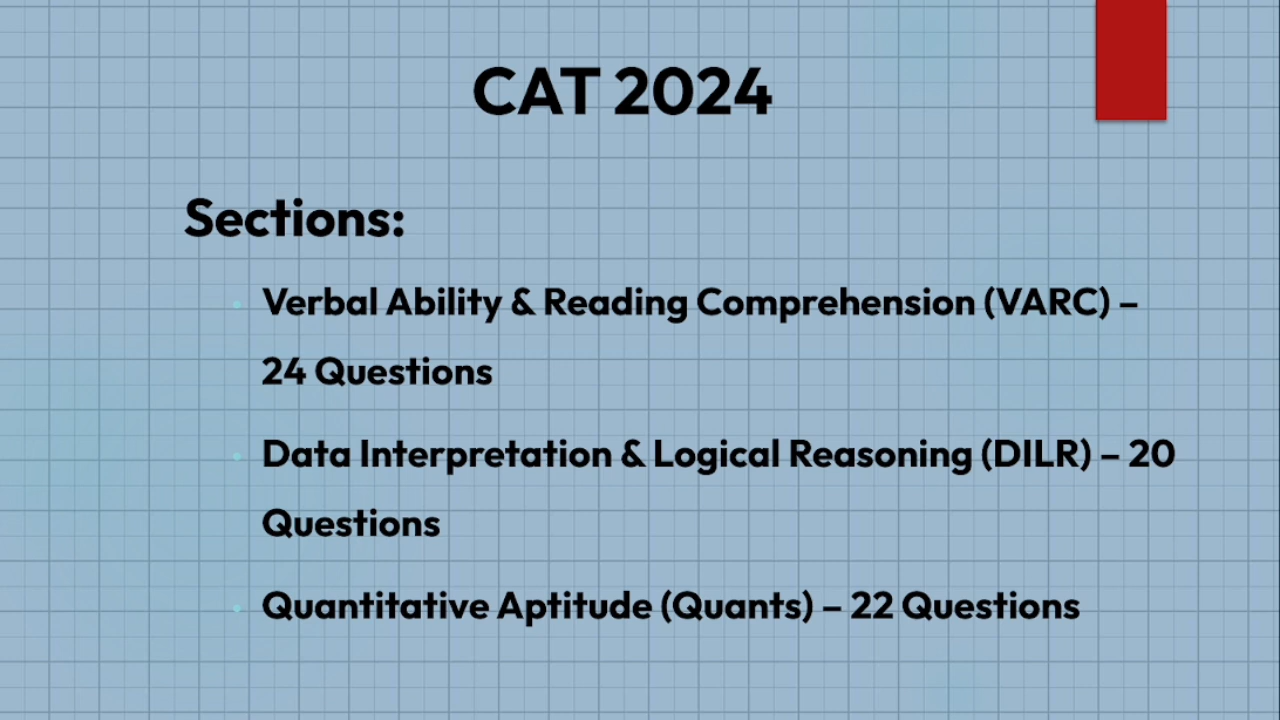 CAT 2024
Sections:
Verbal Ability & Reading Comprehension (VARC) –
24 Questions
Data Interpretation & Logical Reasoning (DILR) – 20
Questions
Quantitative Aptitude (Quants) – 22 Questions